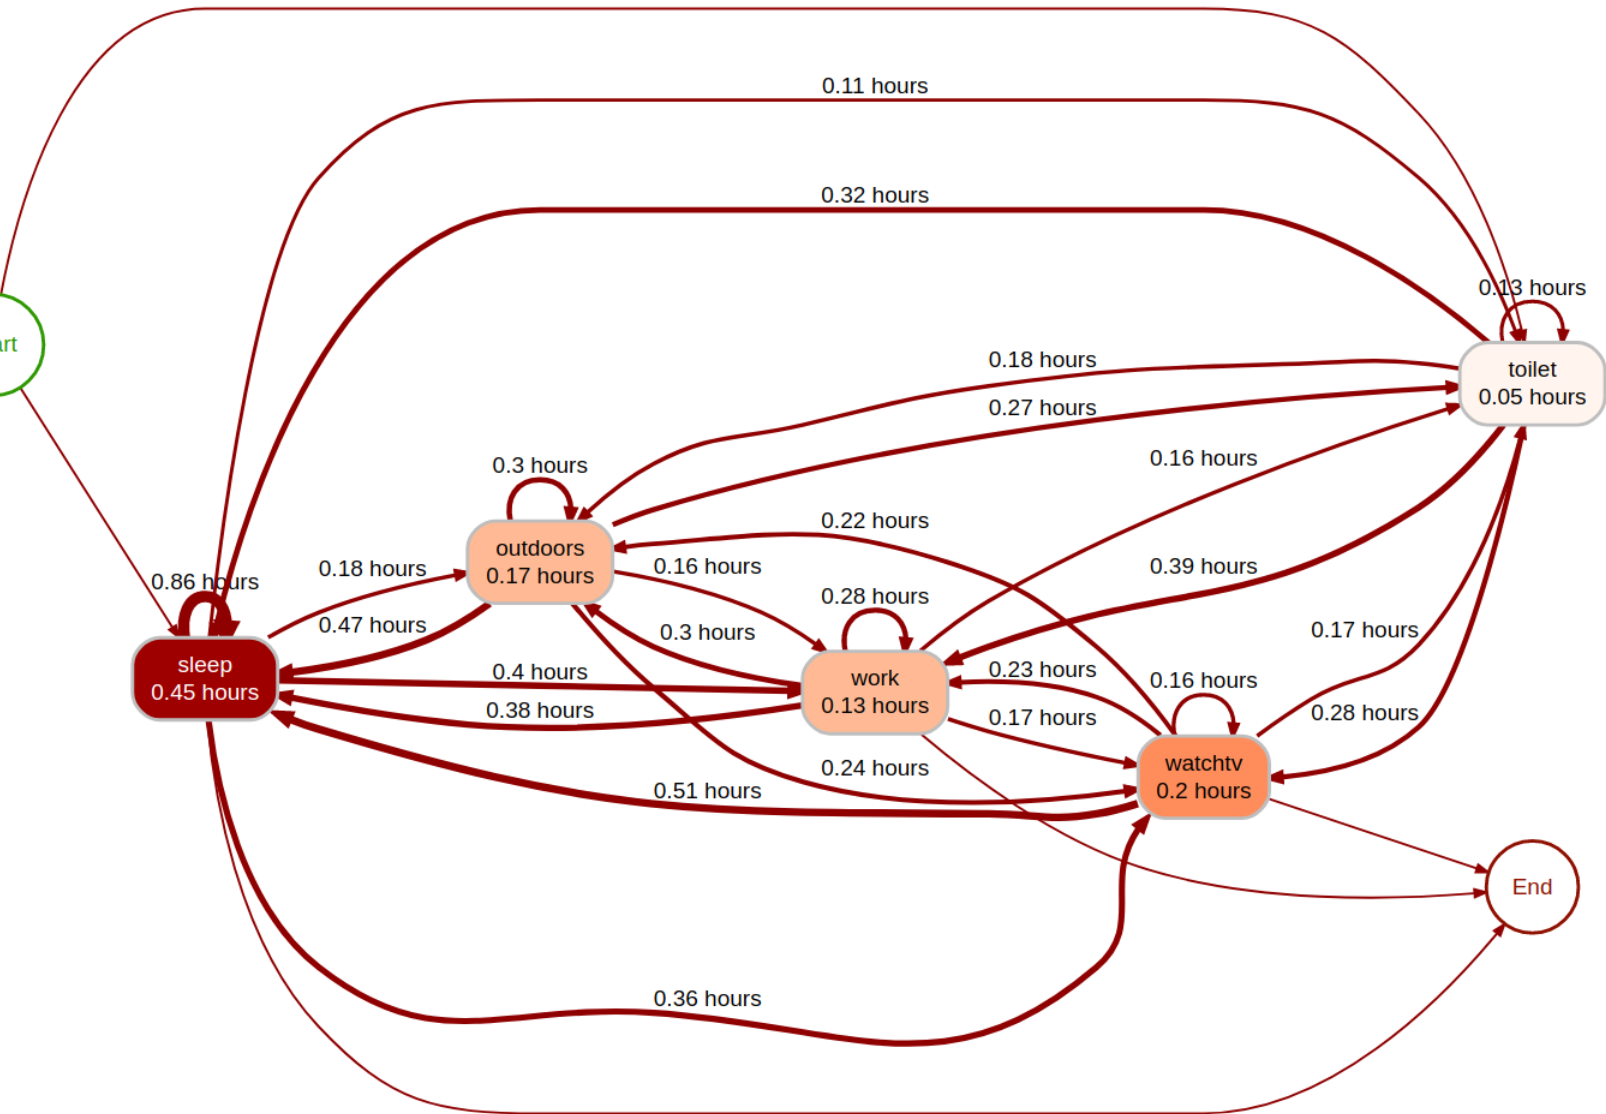 0.11 hours
0.32 hours
0.13 hours
art
0.18 hours
toilet
0.05 hours
0.27 hours
0.16 hours
0.3 hours
0.22 hours
outdoors
0.17 hours
0.16 hours
0.39 hours
0.18 hours
0.86 hours
0.28 hours
0.47 hours
0.3 hours
0.17 hours
sleep
0.45 hours
0.4 hours
0.23 hours
work
0.13 hours
0.16 hours
0.38 hours
0.17 hours
0.28 hours
0.24 hours
watchtv
0.2 hours
0.51 hours
End
0.36 hours